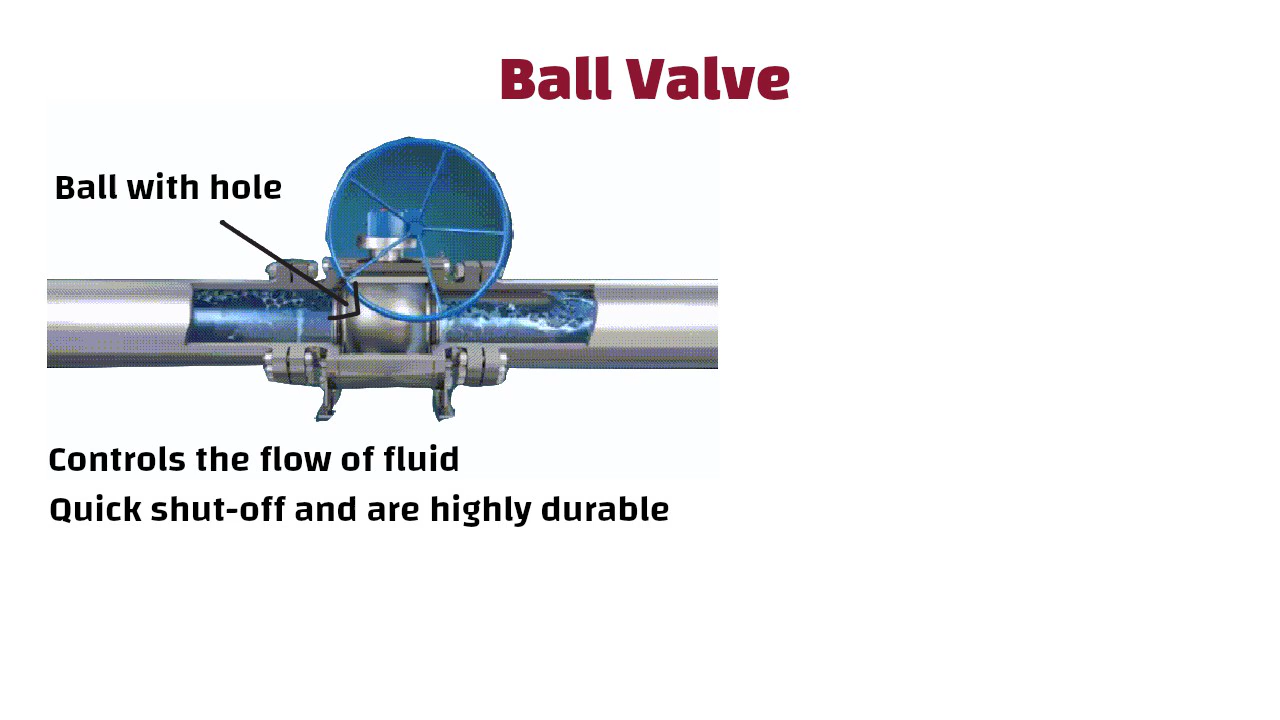 Ball Valve
Ball with hole
Controls the flow of fluid
Quick shut-off and are highly durable